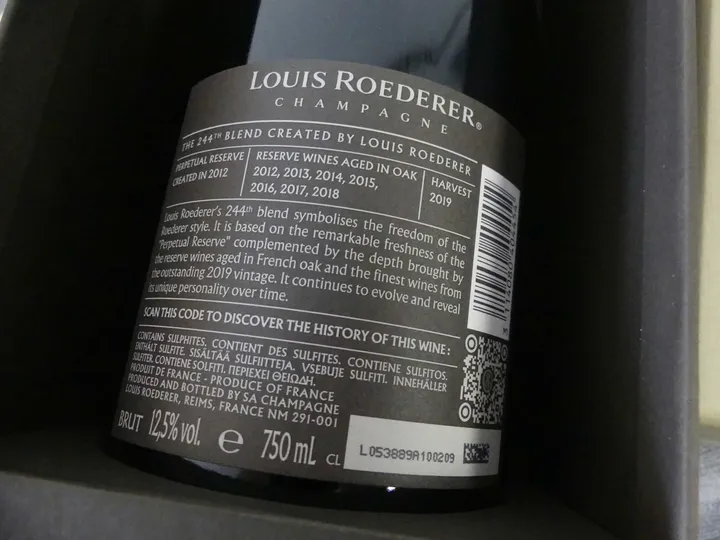 LOUIS ROEDERER®
CHAMPAGNE
THE 244TH BLEND CREATED BY LOUIS ROEDERER
PERPETUAL RESERVE
CREATED IN 2012
RESERVE WINES AGED IN OAK
2012, 2013, 2014, 2015,
2016, 2017, 2018
HARVEST
2019
Louis Roederer's 244th blend symbolises the freedom of the
Roederer style. It is based on the remarkable freshness of the
"Perpetual Reserve" complemented by the depth brought by
the reserve wines aged in French oak and the finest wines from
the outstanding 2019 vintage. It continues to evolve and reveal
its unique personality over time.
SCAN THIS CODE TO DISCOVER THE HISTORY OF THIS WINE :
CONTAINS SULPHITES. CONTIENT DES SULFITES. CONTIENE SULFITOS.
ENTHÄLT SULFITE. SISÄLTÄÄ SULFIITTEJA. VSEBUJE SULFITI. INNEHÅLLER
SULFITER. CONTIENE SOLFITI. ΠΕΡΙΕΧΕΙ ΘΕΙΩΔΗ.
PRODUIT DE FRANCE - PRODUCE OF FRANCE
PRODUCED AND BOTTLED BY SA CHAMPAGNE
LOUIS ROEDERER, REIMS, FRANCE NM 291-001
BRUT 12,5% vol. ℮ 750 mL CL
L053889A100209